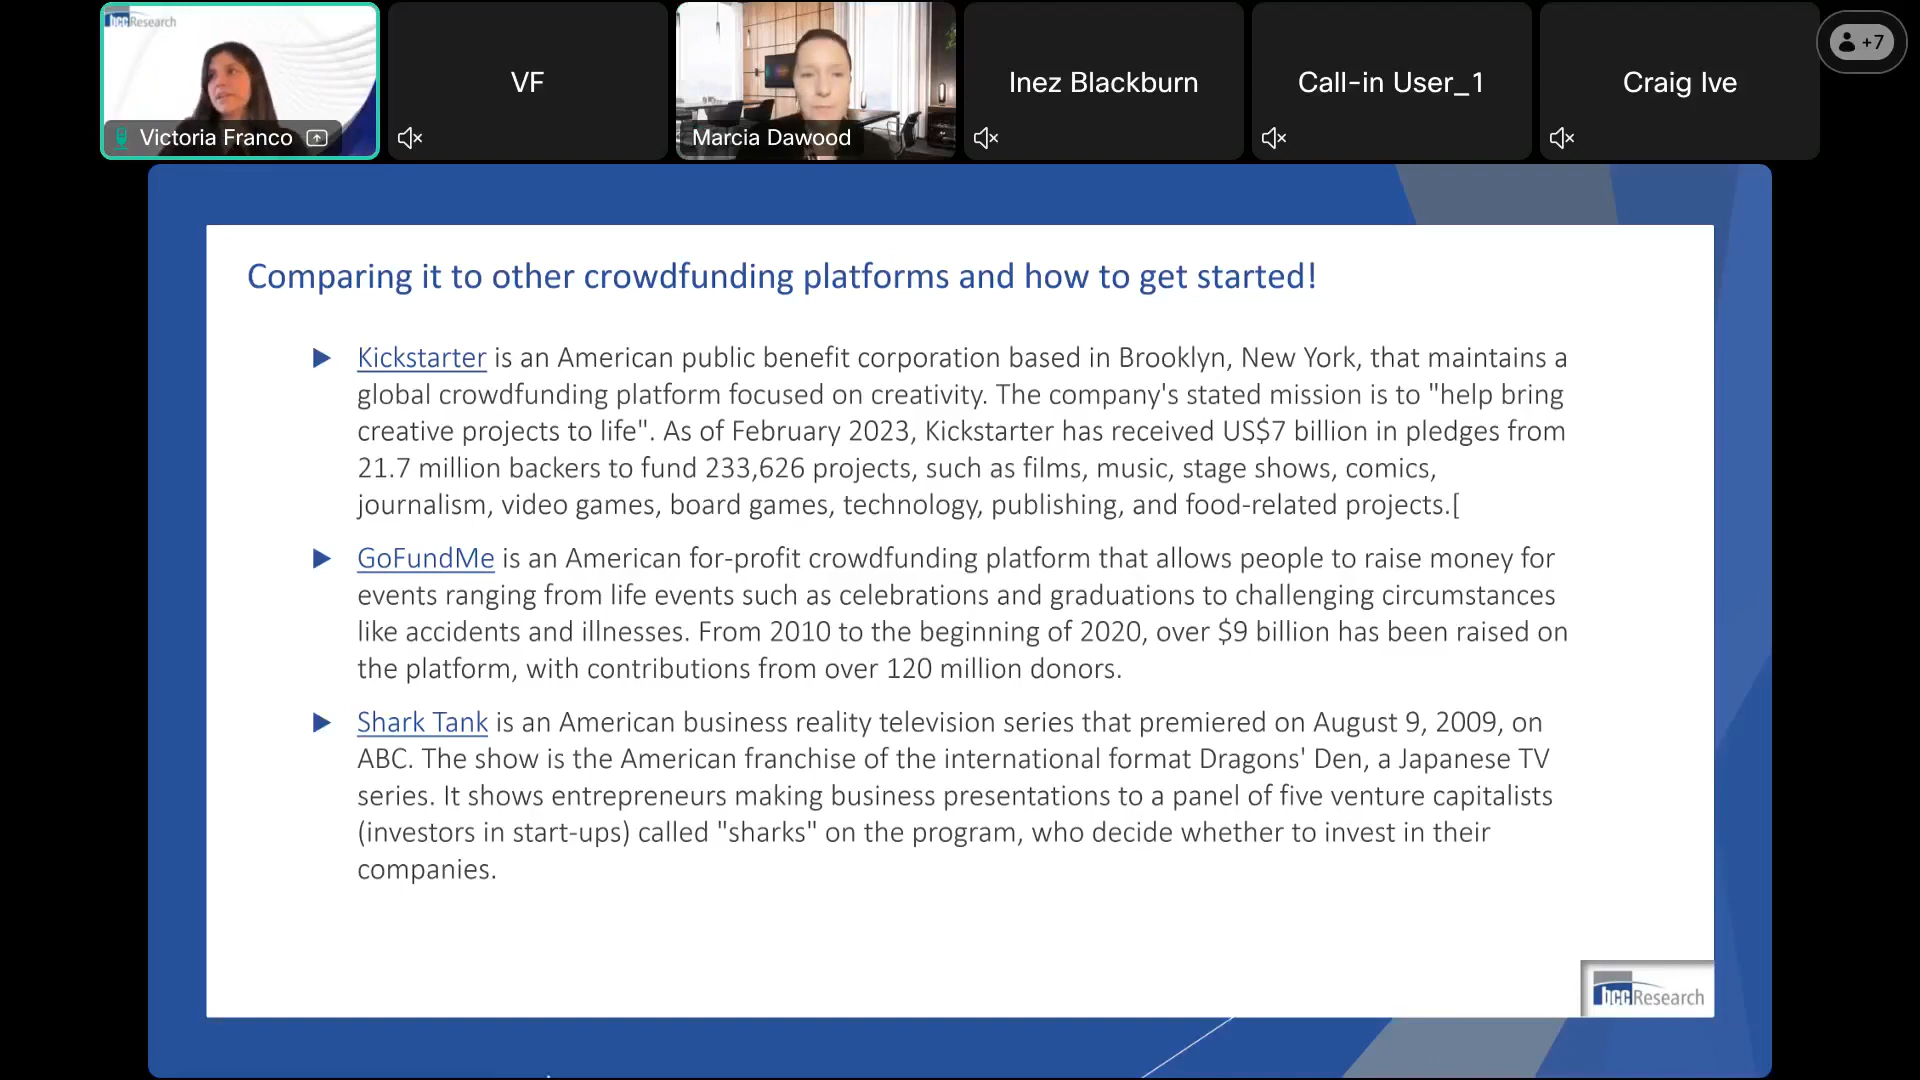 bccResearch
+7
VF
Inez Blackburn
Call-in User_1
Craig Ive
Victoria Franco
Marcia Dawood
Comparing it to other crowdfunding platforms and how to get started!
Kickstarter is an American public benefit corporation based in Brooklyn, New York, that maintains a
global crowdfunding platform focused on creativity. The company's stated mission is to "help bring
creative projects to life". As of February 2023, Kickstarter has received US$7 billion in pledges from
21.7 million backers to fund 233,626 projects, such as films, music, stage shows, comics,
journalism, video games, board games, technology, publishing, and food-related projects.[
GoFundMe is an American for-profit crowdfunding platform that allows people to raise money for
events ranging from life events such as celebrations and graduations to challenging circumstances
like accidents and illnesses. From 2010 to the beginning of 2020, over $9 billion has been raised on
the platform, with contributions from over 120 million donors.
Shark Tank is an American business reality television series that premiered on August 9, 2009, on
ABC. The show is the American franchise of the international format Dragons' Den, a Japanese TV
series. It shows entrepreneurs making business presentations to a panel of five venture capitalists
(investors in start-ups) called "sharks" on the program, who decide whether to invest in their
companies.
bccResearch